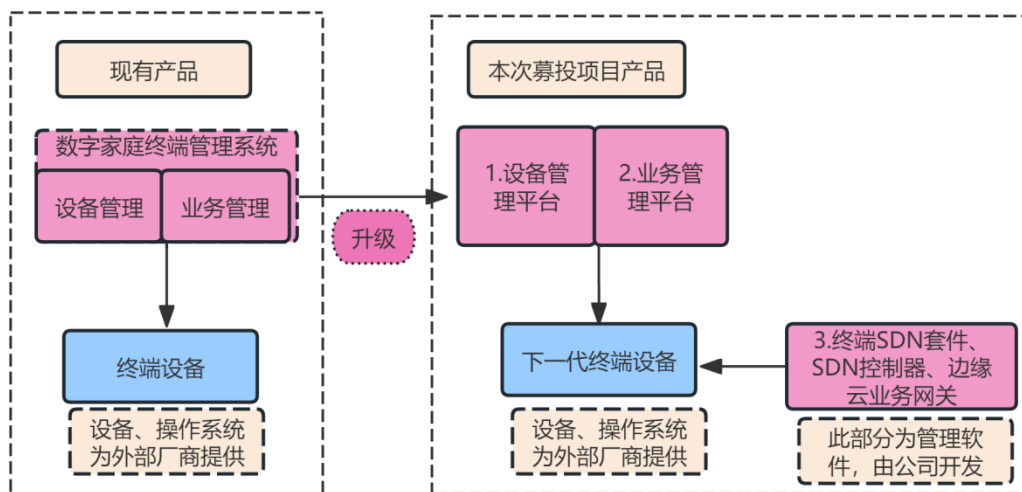 现有产品
数字家庭终端管理系统
设备管理
业务管理
终端设备
设备、操作系统
为外部厂商提供
升级
本次募投项目产品
1.设备管
理平台
2.业务管
理平台
下一代终端设备
设备、操作系统
为外部厂商提供
3.终端SDN套件、
SDN控制器、边缘
云业务网关
此部分为管理软
件，由公司开发